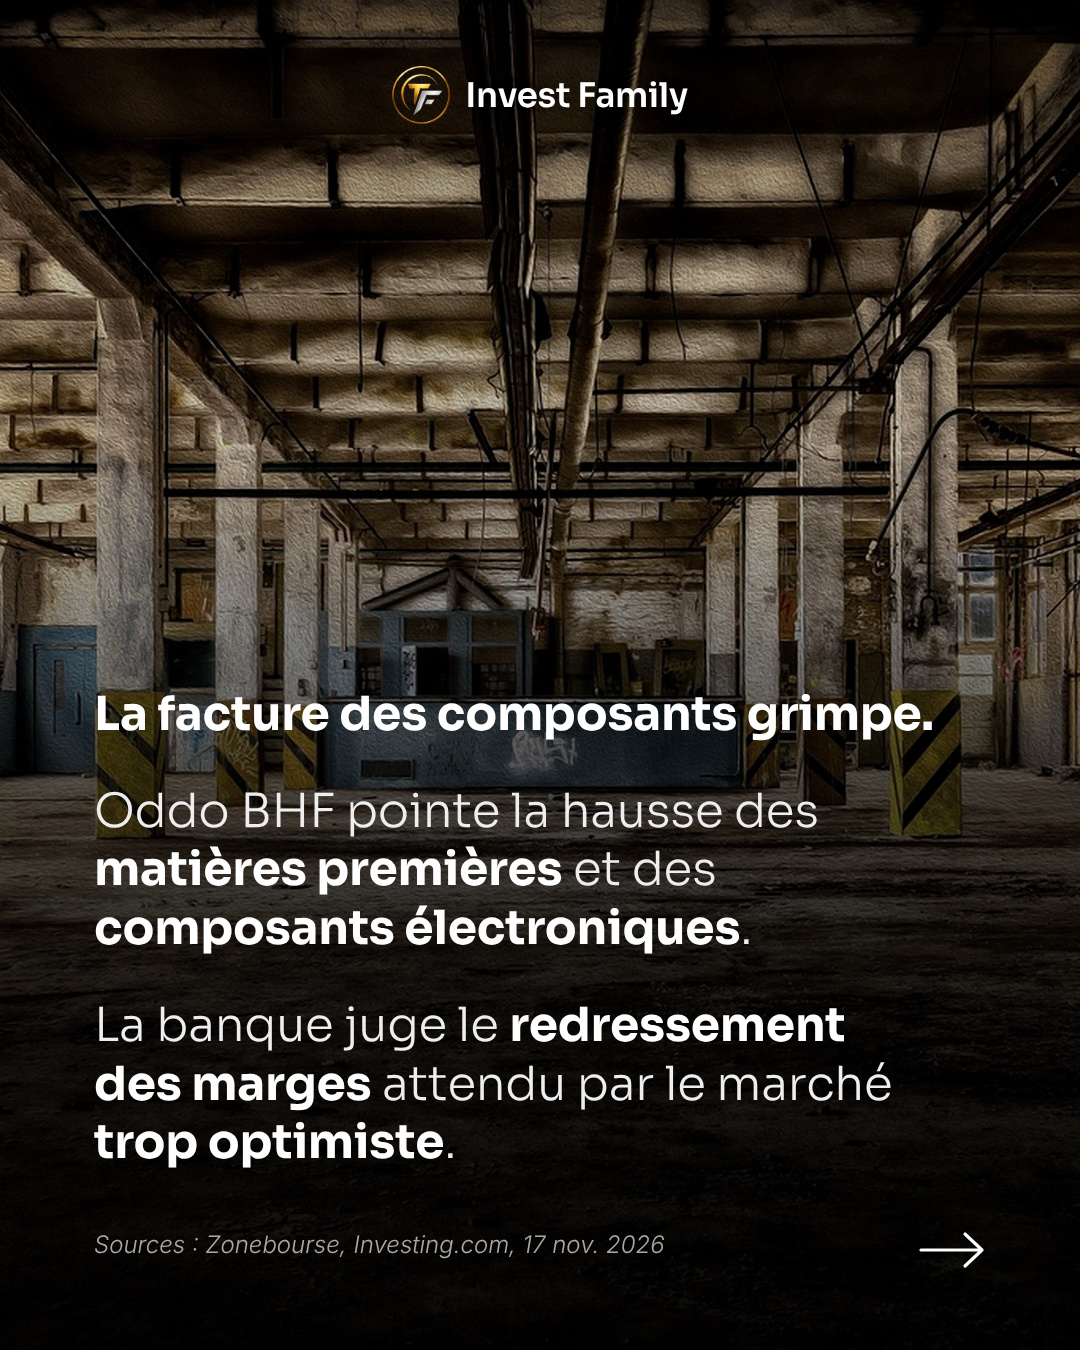 Invest Family
La facture des composants grimpe.
Oddo BHF pointe la hausse des
matières premières et des
composants électroniques.
La banque juge le redressement
des marges attendu par le marché
trop optimiste.
Sources : Zonebourse, Investing.com, 17 nov. 2026